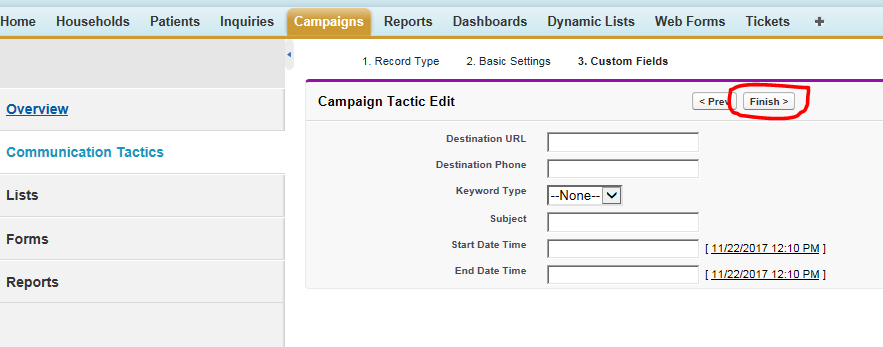 Home Households Patients Inquiries Campaigns Reports Dashboards Dynamic Lists Web Forms Tickets +
1. Record Type 2. Basic Settings 3. Custom Fields
Overview
Communication Tactics
Lists
Forms
Reports
Campaign Tactic Edit < Prev Finish >
Destination URL
Destination Phone
Keyword Type --None--
Subject
Start Date Time [ 11/22/2017 12:10 PM ]
End Date Time [ 11/22/2017 12:10 PM ]